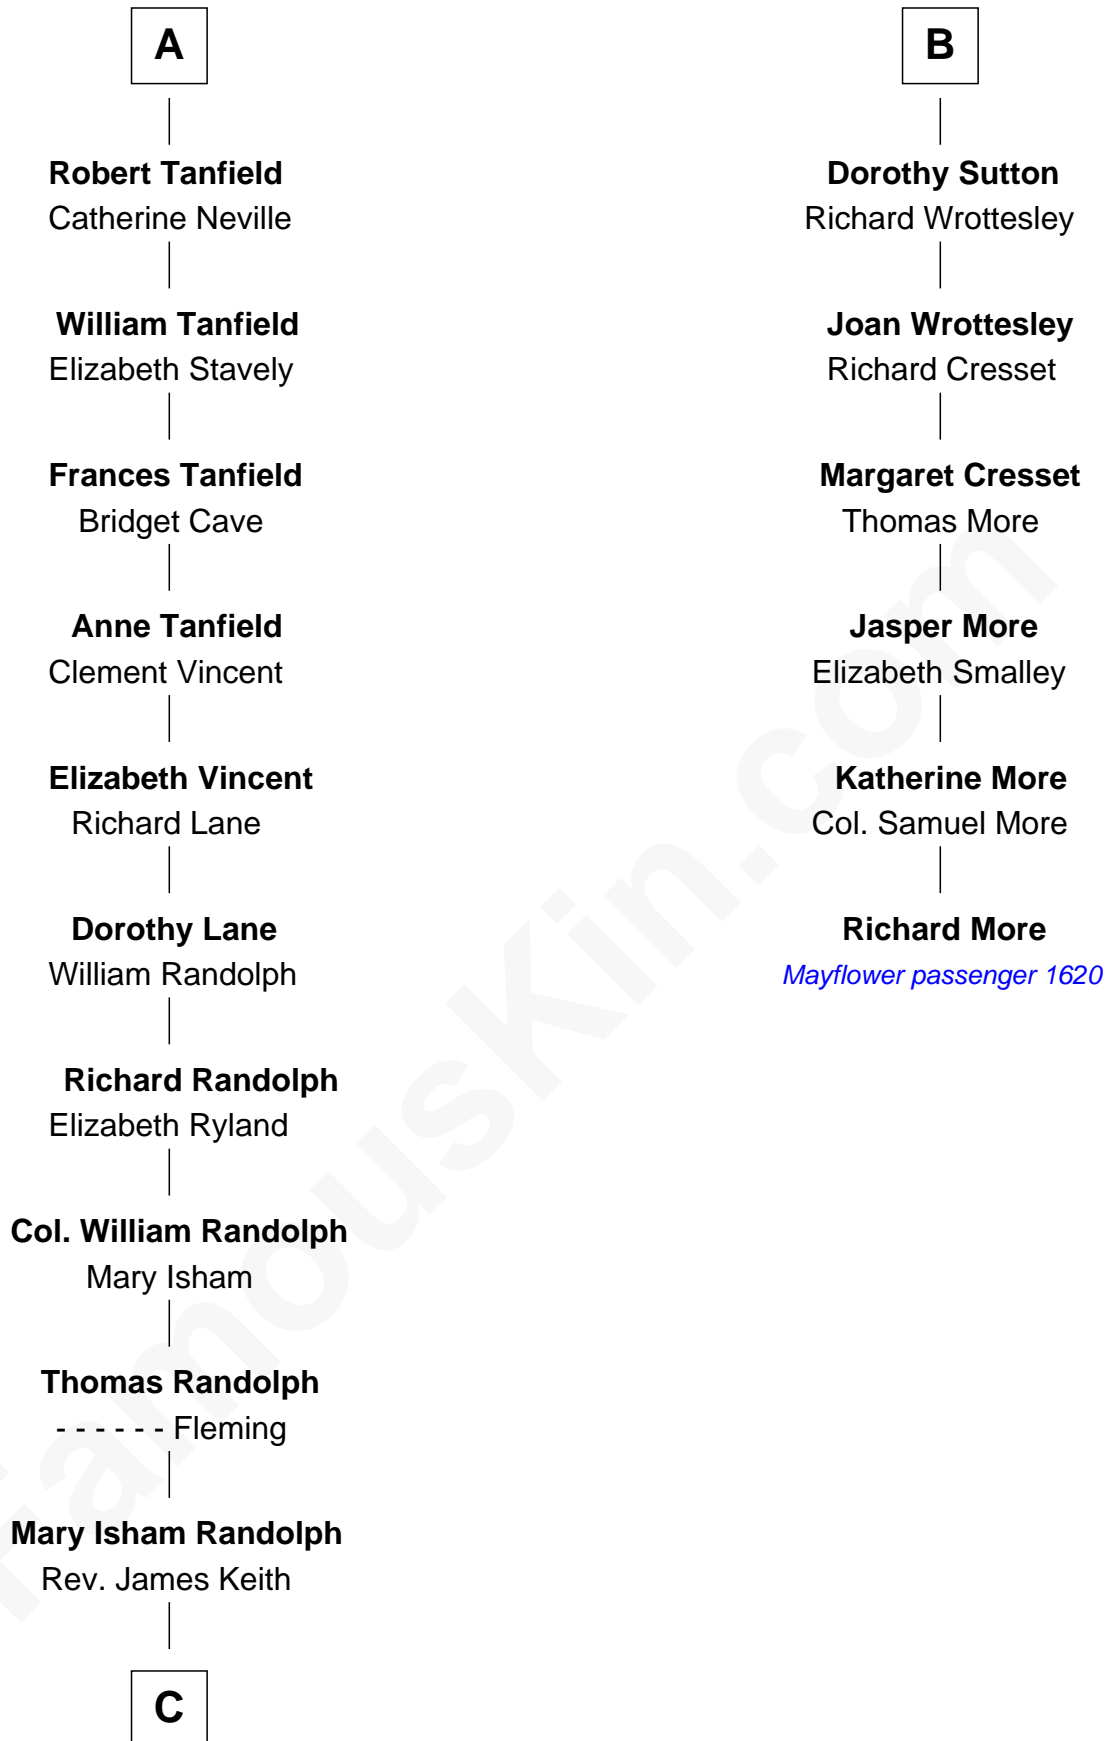 A
Robert Tanfield
Catherine Neville
William Tanfield
Elizabeth Stavely
Frances Tanfield
Bridget Cave
Anne Tanfield
Clement Vincent
Elizabeth Vincent
Richard Lane
Dorothy Lane
William Randolph
Richard Randolph
Elizabeth Ryland
Col. William Randolph
Mary Isham
Thomas Randolph
- - - - - - Fleming
Mary Isham Randolph
Rev. James Keith
C
B
Dorothy Sutton
Richard Wrottesley
Joan Wrottesley
Richard Cresset
Margaret Cresset
Thomas More
Jasper More
Elizabeth Smalley
Katherine More
Col. Samuel More
Richard More
Mayflower passenger 1620
FamousKin.com